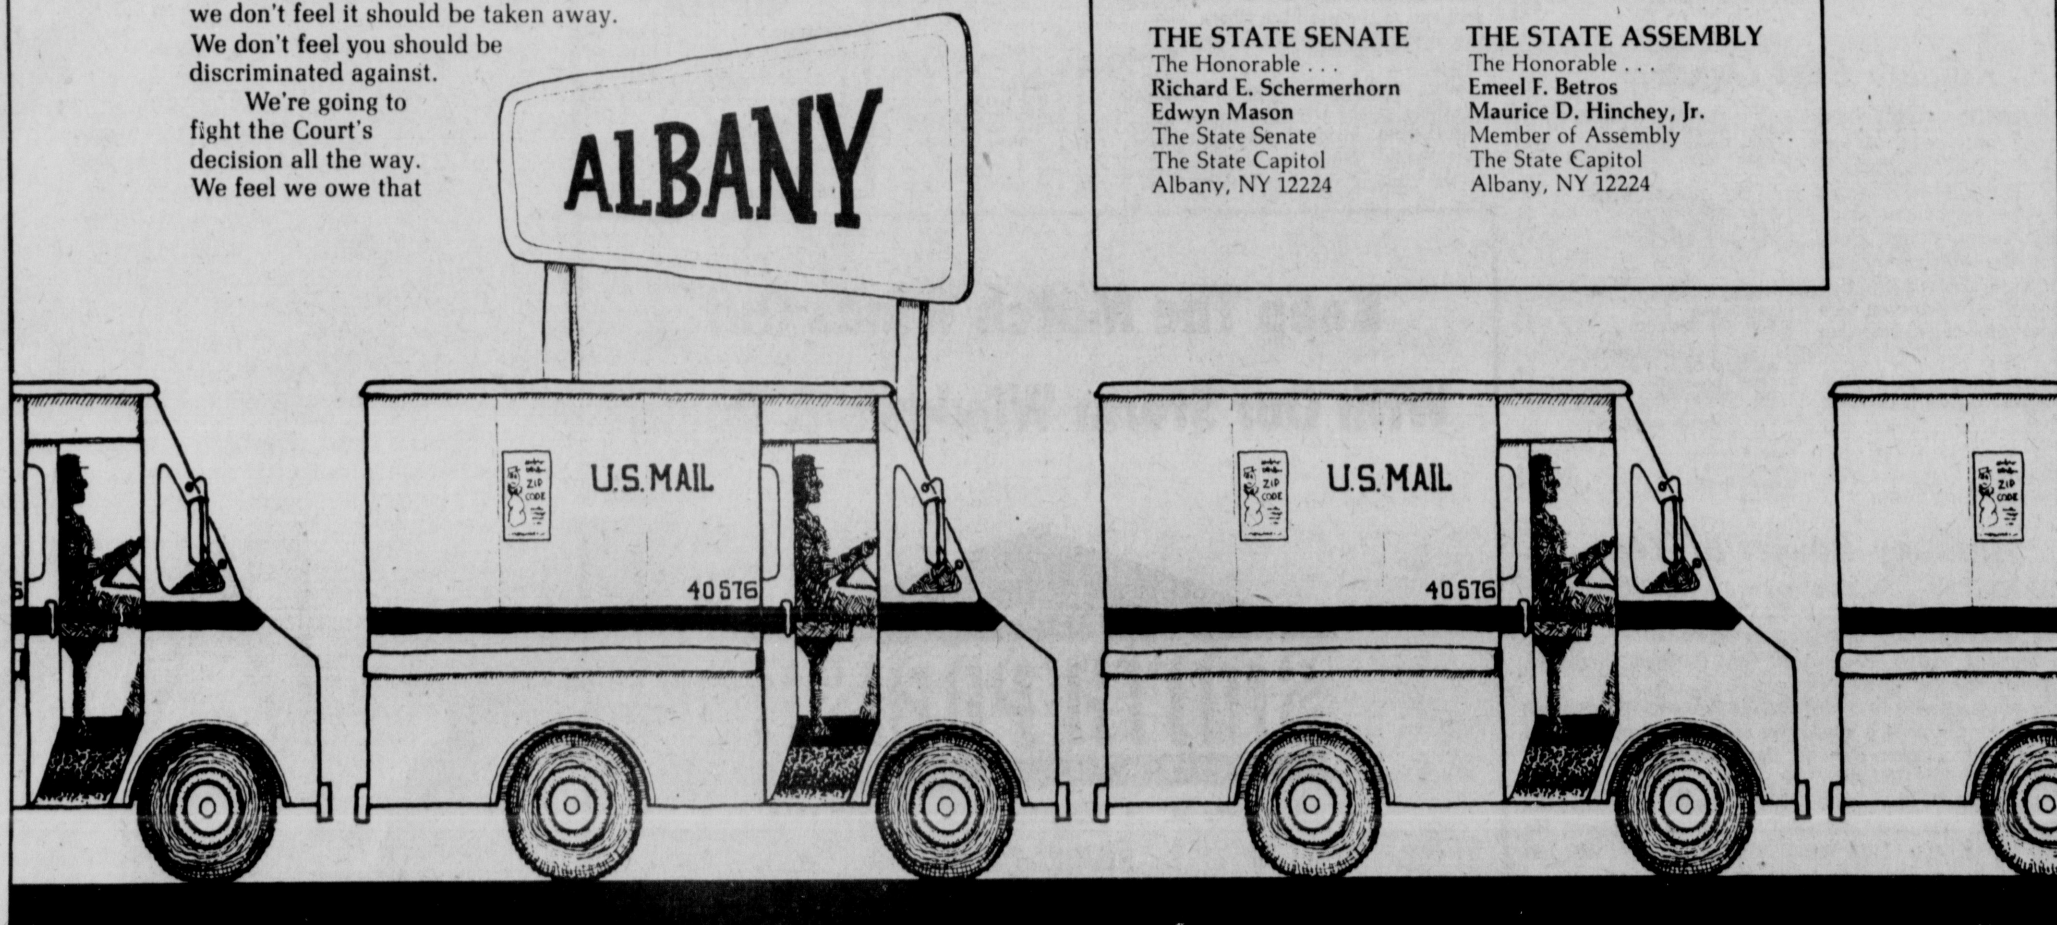 we don't feel it should be taken away.
We don't feel you should be
discriminated against.
We're going to
fight the Court's
decision all the way.
We feel we owe that
ALBANY
THE STATE SENATE
The Honorable . . .
Richard E. Schermerhorn
Edwyn Mason
The State Senate
The State Capitol
Albany, NY 12224
THE STATE ASSEMBLY
The Honorable . . .
Emeel F. Betros
Maurice D. Hinchey, Jr.
Member of Assembly
The State Capitol
Albany, NY 12224
ZIP
CODE
U.S. MAIL
40576
ZIP
CODE
U.S. MAIL
40576
ZIP
CODE